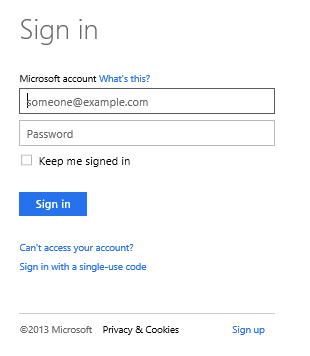 Sign in
Microsoft account What's this?
someone@example.com
Password
Keep me signed in
Sign in
Can't access your account?
Sign in with a single-use code
©2013 Microsoft Privacy & Cookies Sign up